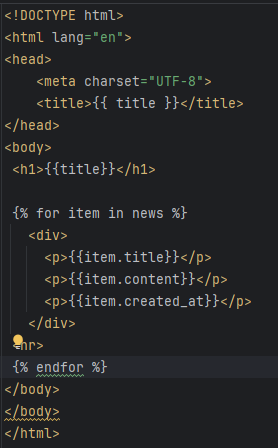 <!DOCTYPE html>
<html lang="en">
<head>
    <meta charset="UTF-8">
    <title>{{ title }}</title>
</head>
<body>
 <h1>{{title}}</h1>

 {% for item in news %}
   <div>
     <p>{{item.title}}</p>
     <p>{{item.content}}</p>
     <p>{{item.created_at}}</p>
   </div>
 <hr>
 {% endfor %}
</body>
</body>
</html>